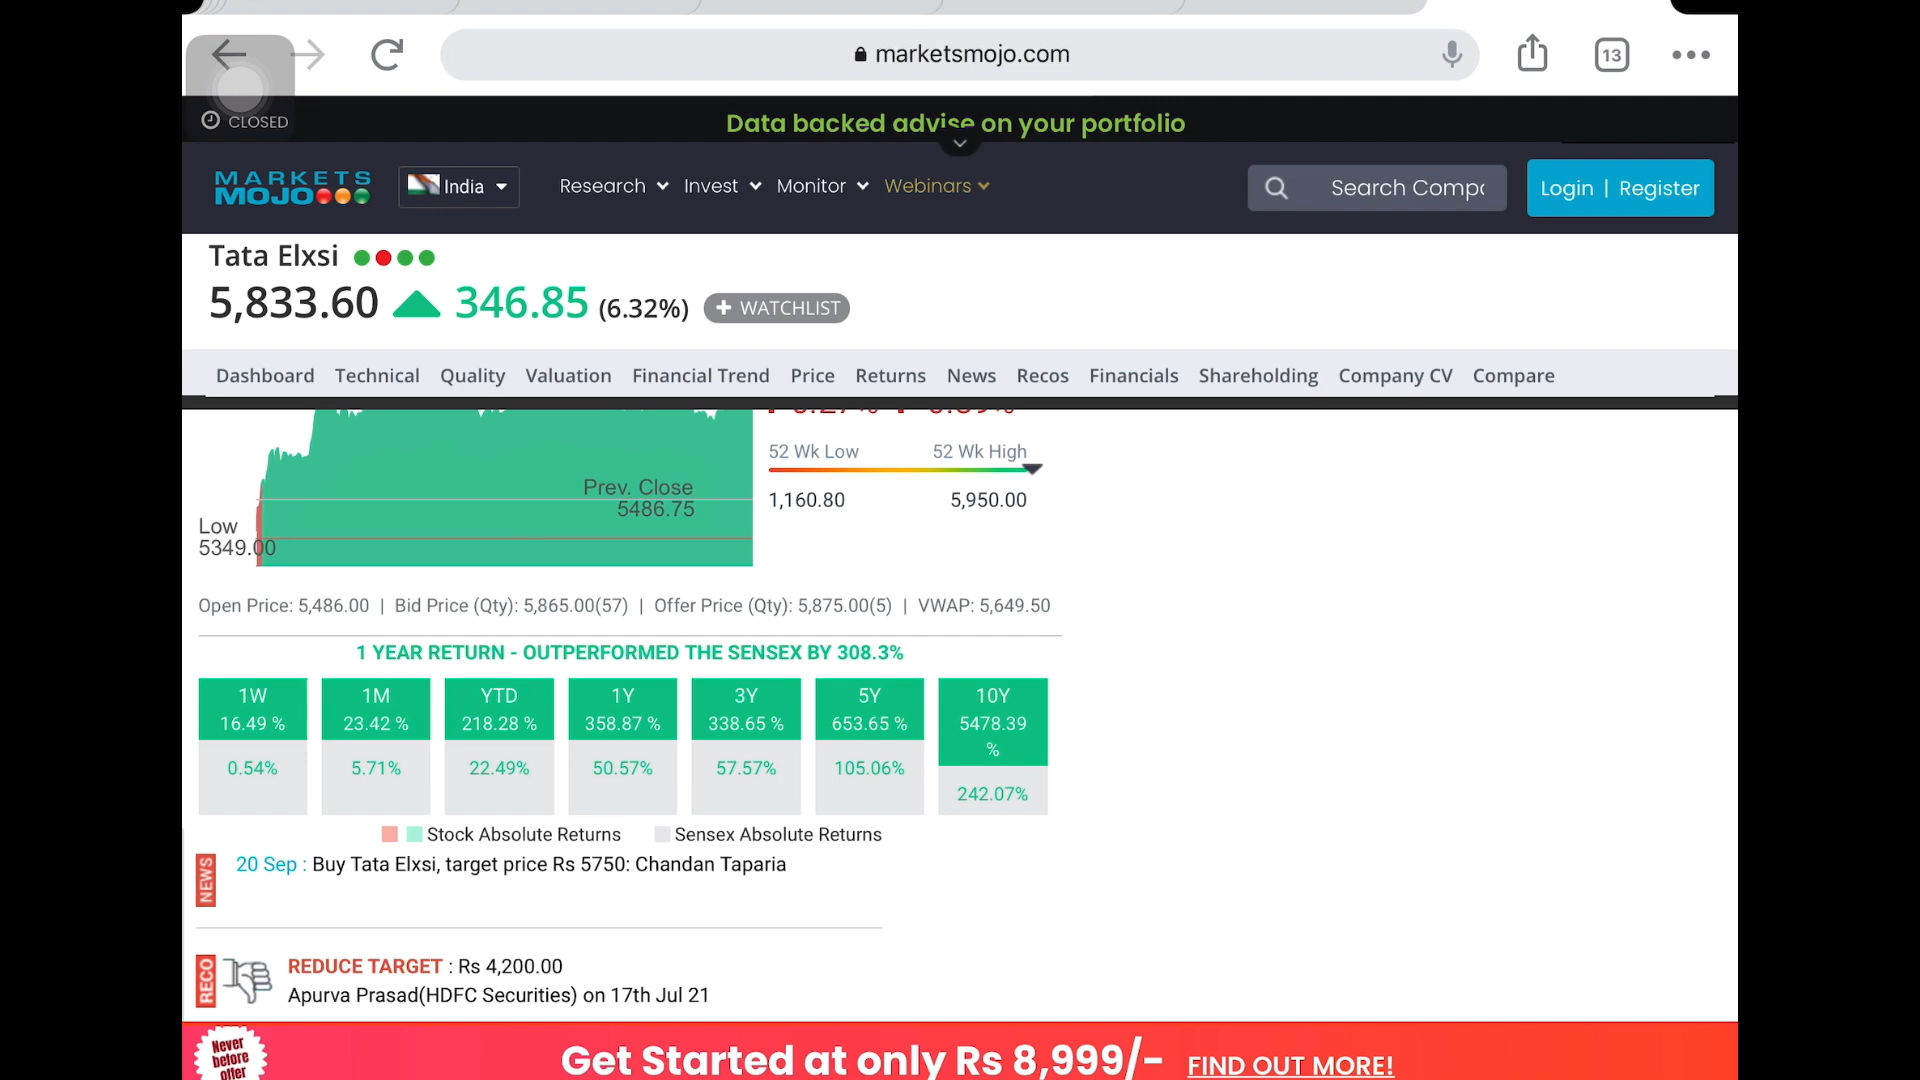 marketsmojo.com
13
CLOSED
Data backed advise on your portfolio
MARKETS
MOJO
India
Research
Invest
Monitor
Webinars
Search Compo
Login | Register
Tata Elxsi
5,833.60 346.85 (6.32%) + WATCHLIST
Dashboard Technical Quality Valuation Financial Trend Price Returns News Recos Financials Shareholding Company CV Compare
52 Wk Low 52 Wk High
1,160.80 5,950.00
Prev. Close
5486.75
Low
5349.00
Open Price: 5,486.00 | Bid Price (Qty): 5,865.00(57) | Offer Price (Qty): 5,875.00(5) | VWAP: 5,649.50
1 YEAR RETURN - OUTPERFORMED THE SENSEX BY 308.3%
1W 1M YTD 1Y 3Y 5Y 10Y
16.49 % 23.42 % 218.28 % 358.87 % 338.65 % 653.65 % 5478.39 %
0.54% 5.71% 22.49% 50.57% 57.57% 105.06% 242.07%
Stock Absolute Returns Sensex Absolute Returns
NEWS
20 Sep : Buy Tata Elxsi, target price Rs 5750: Chandan Taparia
RECO
REDUCE TARGET : Rs 4,200.00
Apurva Prasad(HDFC Securities) on 17th Jul 21
Never
before
offer
Get Started at only Rs 8,999/- FIND OUT MORE!